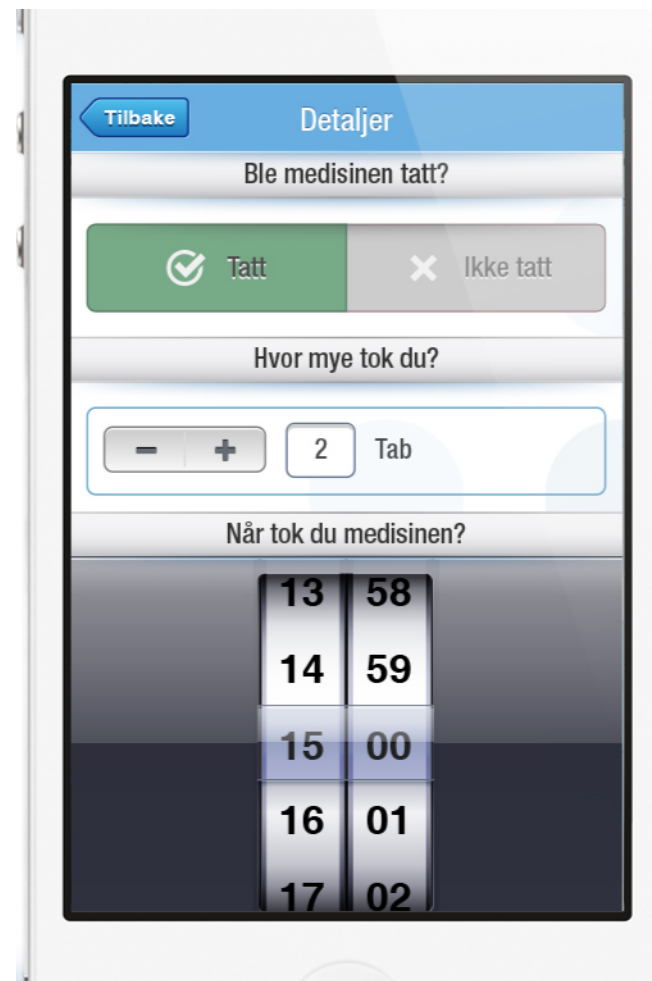 Tilbake
Detaljer
Ble medisinen tatt?
Tatt
Ikke tatt
Hvor mye tok du?
- +
2
Tab
Når tok du medisinen?
13 58
14 59
15 00
16 01
17 02